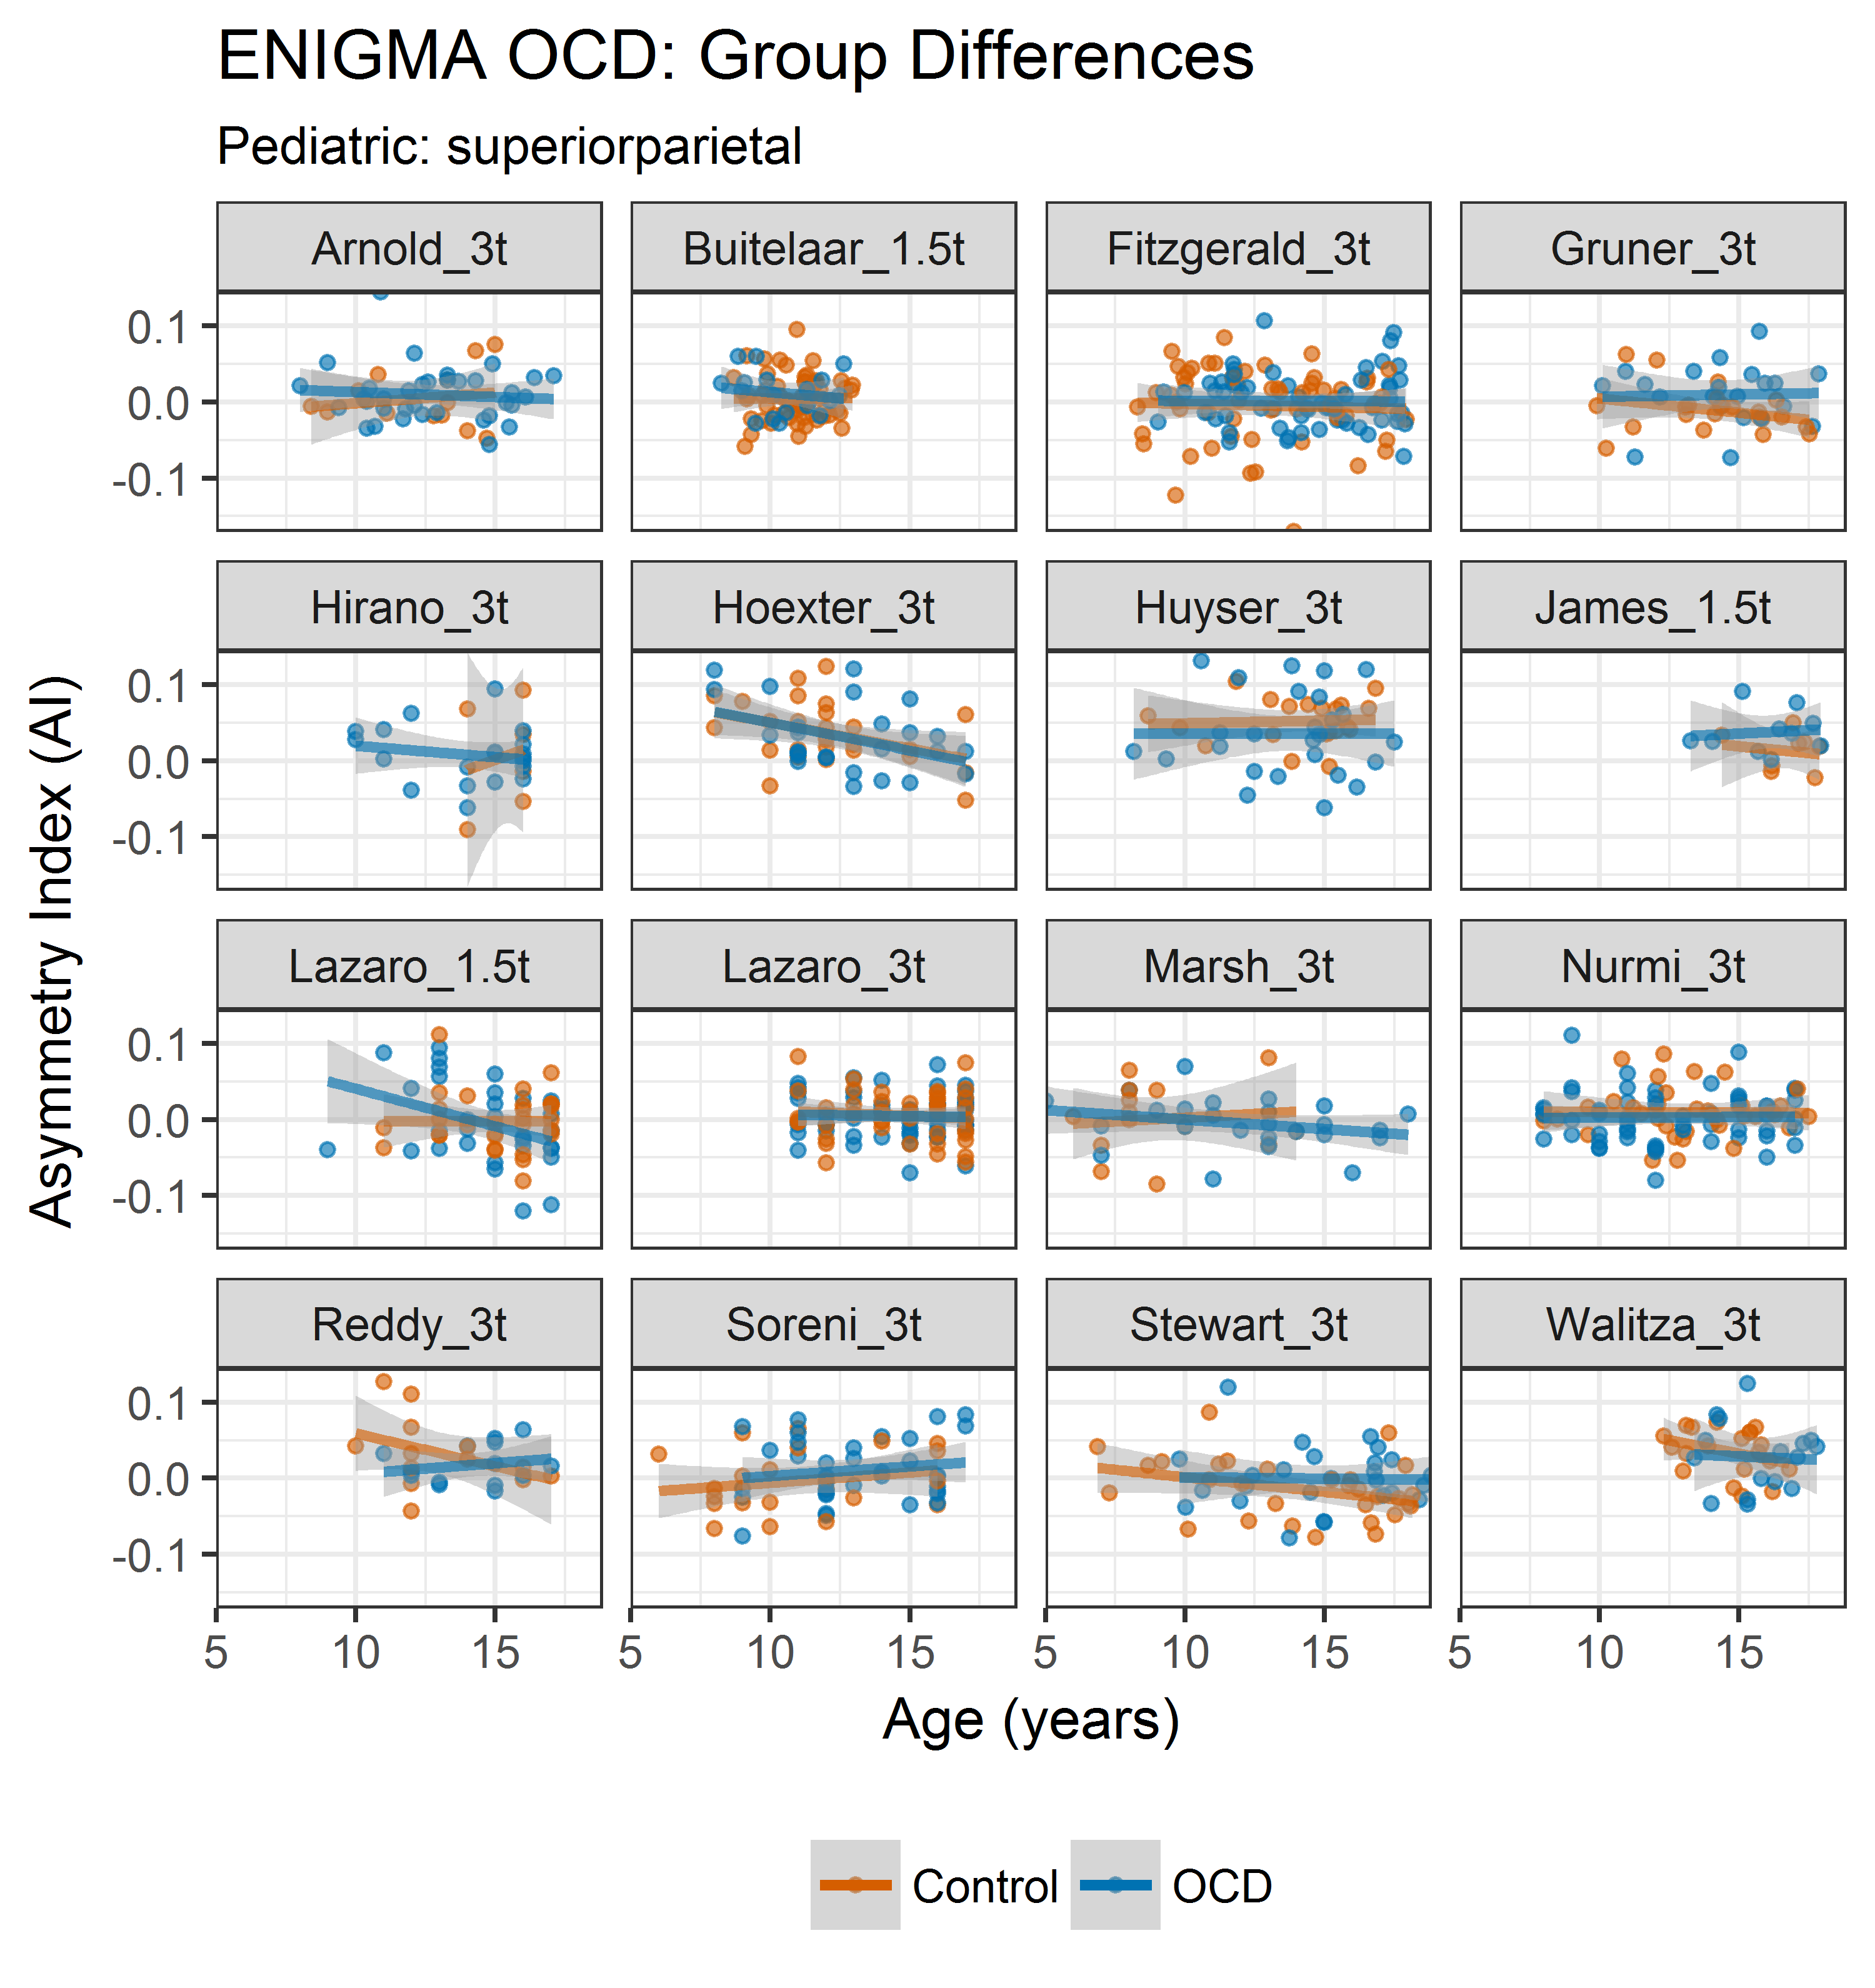 ENIGMA OCD: Group Differences
Pediatric: superiorparietal
Arnold_3t Buitelaar_1.5t Fitzgerald_3t Gruner_3t
0.1
0.0
-0.1
Hirano_3t Hoexter_3t Huyser_3t James_1.5t
0.1
0.0
-0.1
Asymmetry Index (AI)
Lazaro_1.5t Lazaro_3t Marsh_3t Nurmi_3t
0.1
0.0
-0.1
Reddy_3t Soreni_3t Stewart_3t Walitza_3t
0.1
0.0
-0.1
5 10 15 5 10 15 5 10 15 5 10 15
Age (years)
Control OCD